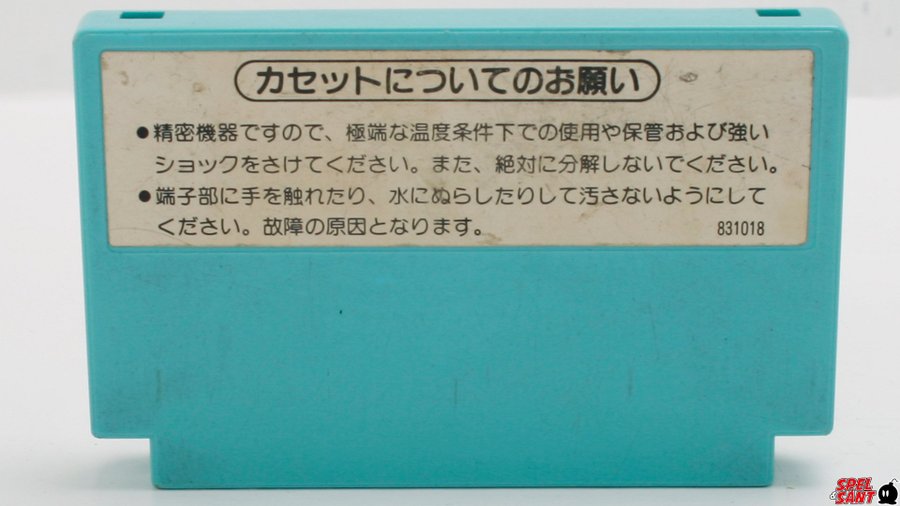 カセットについてのお願い
●精密機器ですので、極端な温度条件下での使用や保管および強い
ショックをさけてください。また、絶対に分解しないでください。
●端子部に手を触れたり、水にぬらしたりして汚さないようにして
ください。故障の原因となります。 831018
SPEL
SANT